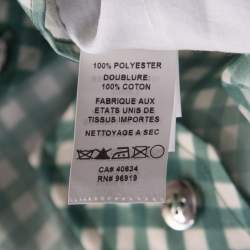 100% POLYESTER
DOUBLURE:
100% COTON
FABRIQUE AUX
ETATS UNIS DE
TISSUS IMPORTES
NETTOYAGE A SEC
CA# 40634
RN# 96919